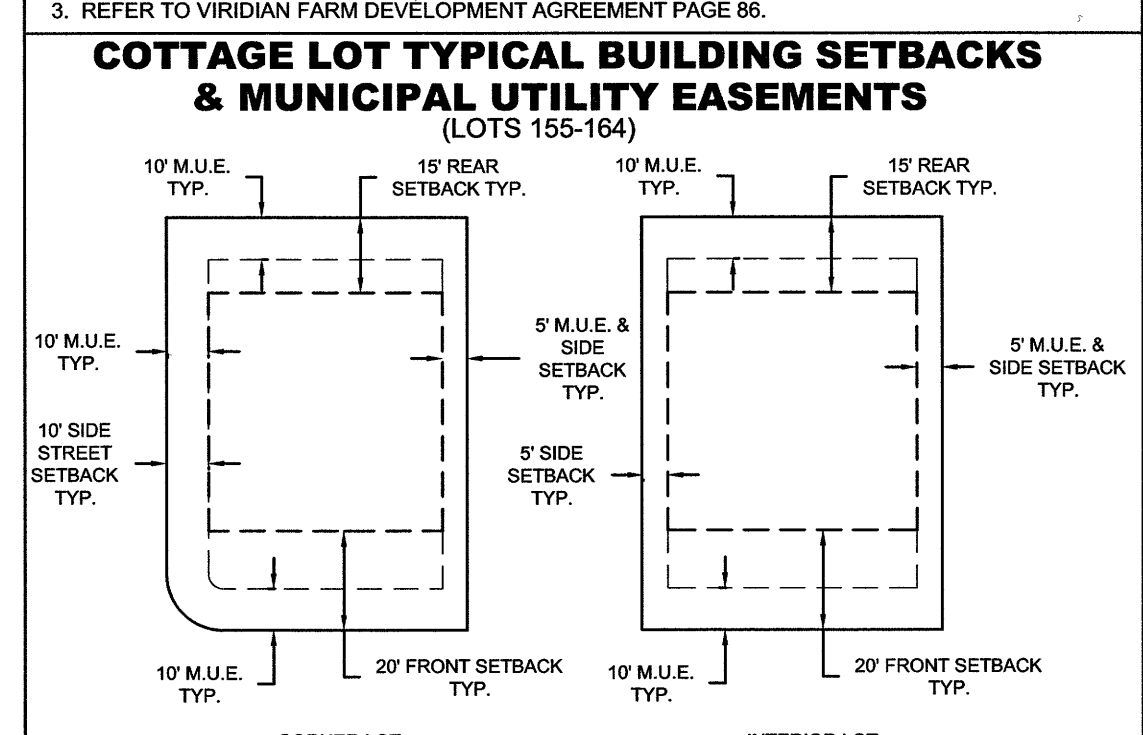 3. REFER TO VIRIDIAN FARM DEVELOPMENT AGREEMENT PAGE 86.
COTTAGE LOT TYPICAL BUILDING SETBACKS
& MUNICIPAL UTILITY EASEMENTS
(LOTS 155-164)
10' M.U.E.
TYP.
15' REAR
SETBACK TYP.
10' M.U.E.
TYP.
10' SIDE
STREET
SETBACK
TYP.
5' M.U.E. &
SIDE
SETBACK
TYP.
10' M.U.E.
TYP.
20' FRONT SETBACK
TYP.
10' M.U.E.
TYP.
15' REAR
SETBACK TYP.
5' SIDE
SETBACK
TYP.
5' M.U.E. &
SIDE SETBACK
TYP.
10' M.U.E.
TYP.
20' FRONT SETBACK
TYP.